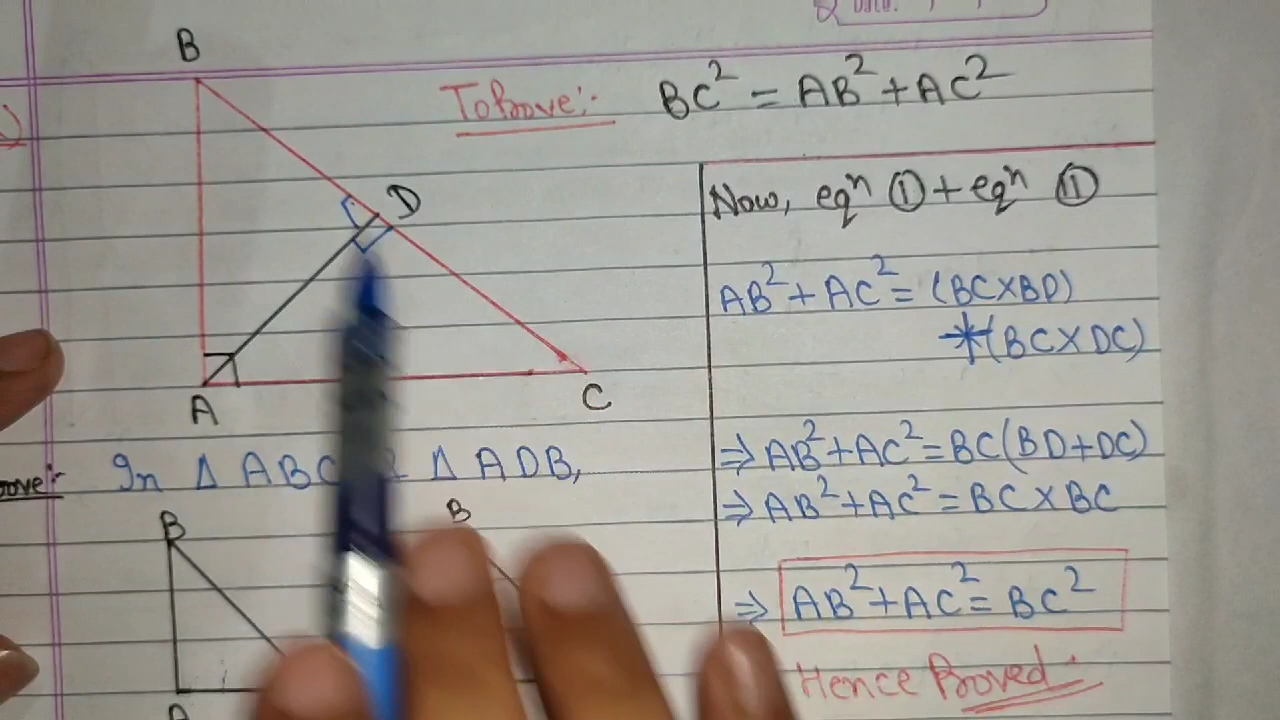 B
To Prove:- BC² = AB² + AC²
D
A
C
In Δ ABC Δ ADB,
B
B
Now, eqⁿ ① + eqⁿ ⑪
AB² + AC² = (BC×BD)
+(BC×DC)
⇒ AB² + AC² = BC(BD+DC)
⇒ AB² + AC² = BC×BC
⇒ AB² + AC² = BC²
Hence Proved.